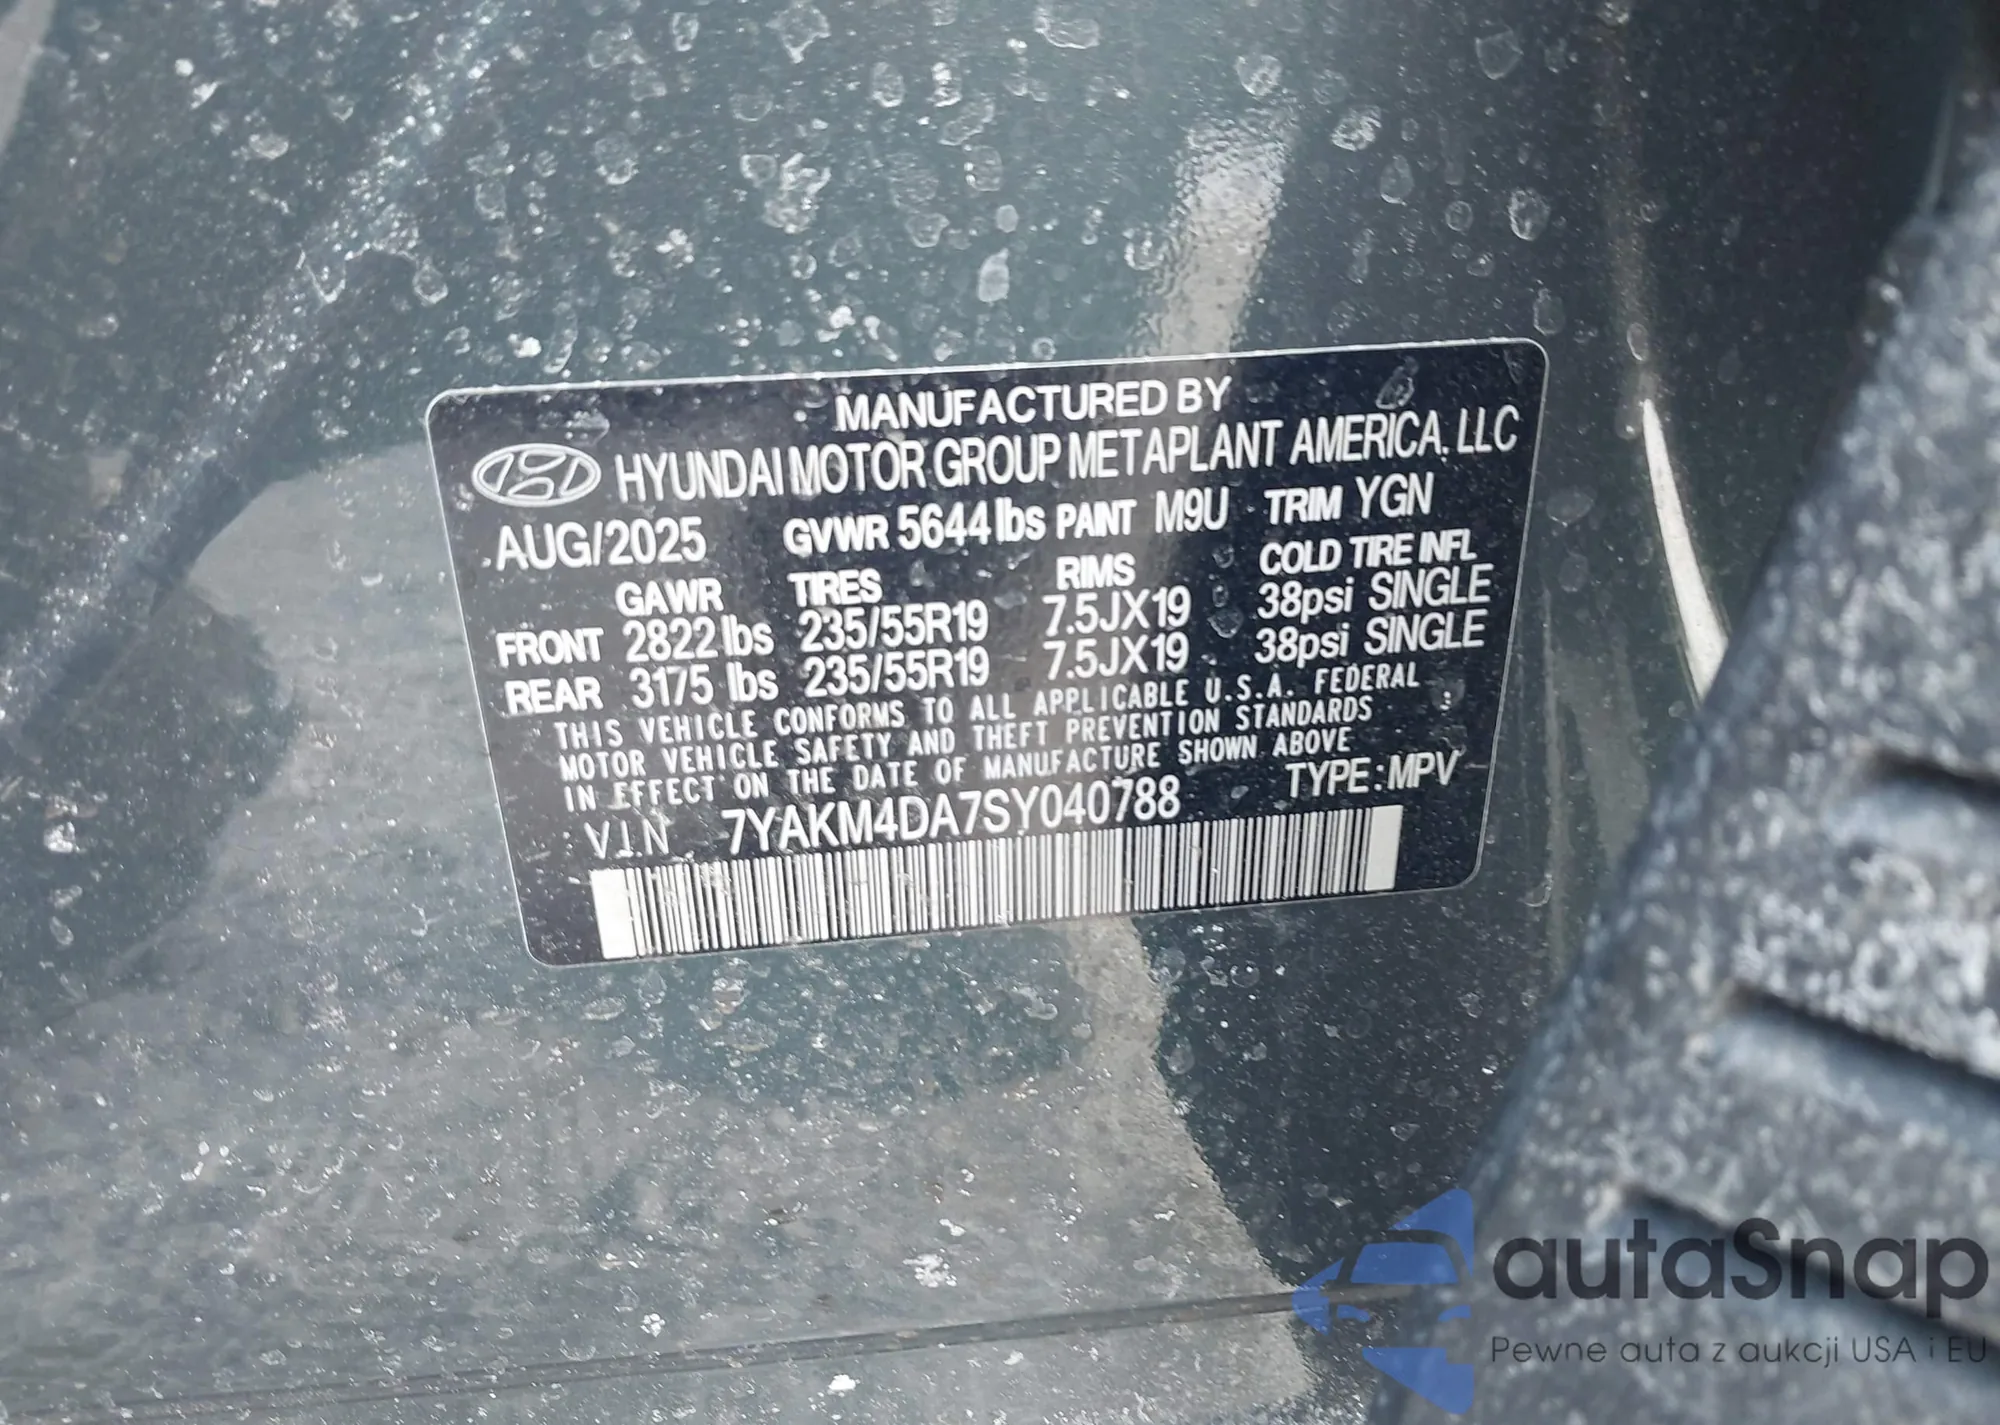 MANUFACTURED BY
HYUNDAI MOTOR GROUP METAPLANT AMERICA, LLC
AUG/2025 GVWR 5644 lbs PAINT M9U TRIM YGN
GAWR TIRES RIMS COLD TIRE INFL
FRONT 2822 lbs 235/55R19 7.5JX19 38psi SINGLE
REAR 3175 lbs 235/55R19 7.5JX19 38psi SINGLE
THIS VEHICLE CONFORMS TO ALL APPLICABLE U.S.A. FEDERAL
MOTOR VEHICLE SAFETY AND THEFT PREVENTION STANDARDS
IN EFFECT ON THE DATE OF MANUFACTURE SHOWN ABOVE
VIN 7YAKM4DA7SY040788 TYPE:MPV
autaSnap
Pewne auta z aukcji USA i EU